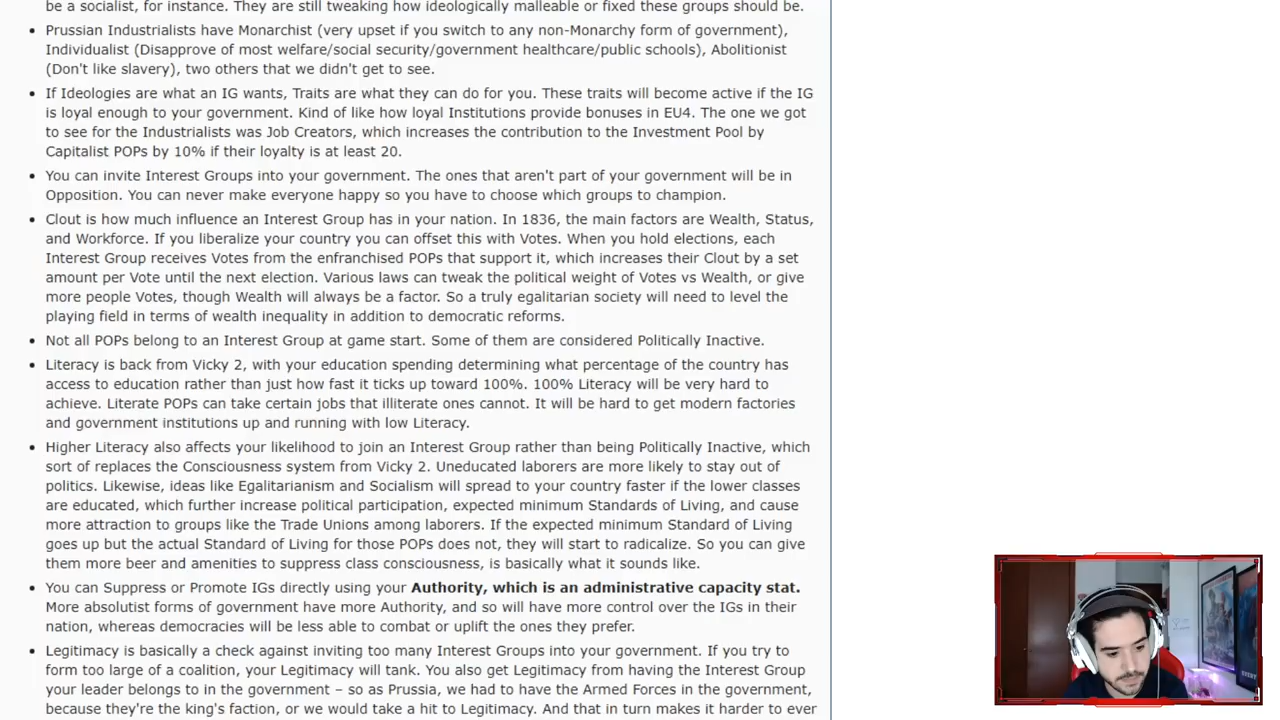 be a socialist, for instance. They are still tweaking how ideologically malleable or fixed these groups should be.
• Prussian Industrialists have Monarchist (very upset if you switch to any non-Monarchy form of government),
Individualist (Disapprove of most welfare/social security/government healthcare/public schools), Abolitionist
(Don't like slavery), two others that we didn't get to see.
• If Ideologies are what an IG wants, Traits are what they can do for you. These traits will become active if the IG
is loyal enough to your government. Kind of like how loyal Institutions provide bonuses in EU4. The one we got
to see for the Industrialists was Job Creators, which increases the contribution to the Investment Pool by
Capitalist POPs by 10% if their loyalty is at least 20.
• You can invite Interest Groups into your government. The ones that aren't part of your government will be in
Opposition. You can never make everyone happy so you have to choose which groups to champion.
• Clout is how much influence an Interest Group has in your nation. In 1836, the main factors are Wealth, Status,
and Workforce. If you liberalize your country you can offset this with Votes. When you hold elections, each
Interest Group receives Votes from the enfranchised POPs that support it, which increases their Clout by a set
amount per Vote until the next election. Various laws can tweak the political weight of Votes vs Wealth, or give
more people Votes, though Wealth will always be a factor. So a truly egalitarian society will need to level the
playing field in terms of wealth inequality in addition to democratic reforms.
• Not all POPs belong to an Interest Group at game start. Some of them are considered Politically Inactive.
• Literacy is back from Vicky 2, with your education spending determining what percentage of the country has
access to education rather than just how fast it ticks up toward 100%. 100% Literacy will be very hard to
achieve. Literate POPs can take certain jobs that illiterate ones cannot. It will be hard to get modern factories
and government institutions up and running with low Literacy.
• Higher Literacy also affects your likelihood to join an Interest Group rather than being Politically Inactive, which
sort of replaces the Consciousness system from Vicky 2. Uneducated laborers are more likely to stay out of
politics. Likewise, ideas like Egalitarianism and Socialism will spread to your country faster if the lower classes
are educated, which further increase political participation, expected minimum Standards of Living, and cause
more attraction to groups like the Trade Unions among laborers. If the expected minimum Standard of Living
goes up but the actual Standard of Living for those POPs does not, they will start to radicalize. So you can give
them more beer and amenities to suppress class consciousness, is basically what it sounds like.
• You can Suppress or Promote IGs directly using your Authority, which is an administrative capacity stat.
More absolutist forms of government have more Authority, and so will have more control over the IGs in their
nation, whereas democracies will be less able to combat or uplift the ones they prefer.
• Legitimacy is basically a check against inviting too many Interest Groups into your government. If you try to
form too large of a coalition, your Legitimacy will tank. You also get Legitimacy from having the Interest Group
your leader belongs to in the government – so as Prussia, we had to have the Armed Forces in the government,
because they're the king's faction, or we would take a hit to Legitimacy. And that in turn makes it harder to ever